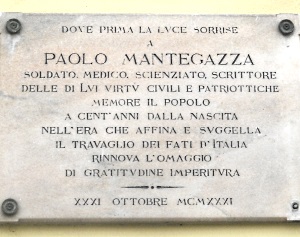 DOVE PRIMA LA LVCE SORRISE
A
PAOLO MANTEGAZZA
SOLDATO, MEDICO, SCIENZIATO, SCRITTORE
DELLE DI LVI VIRTV CIVILI E PATRIOTTICHE
MEMORE IL POPOLO
A CENT'ANNI DALLA NASCITA
NELL'ERA CHE AFFINA E SVGGELLA
IL TRAVAGLIO DEI FATI D'ITALIA
RINNOVA L'OMAGGIO
DI GRATITVDINE IMPERITVRA
XXXI OTTOBRE MCMXXXI